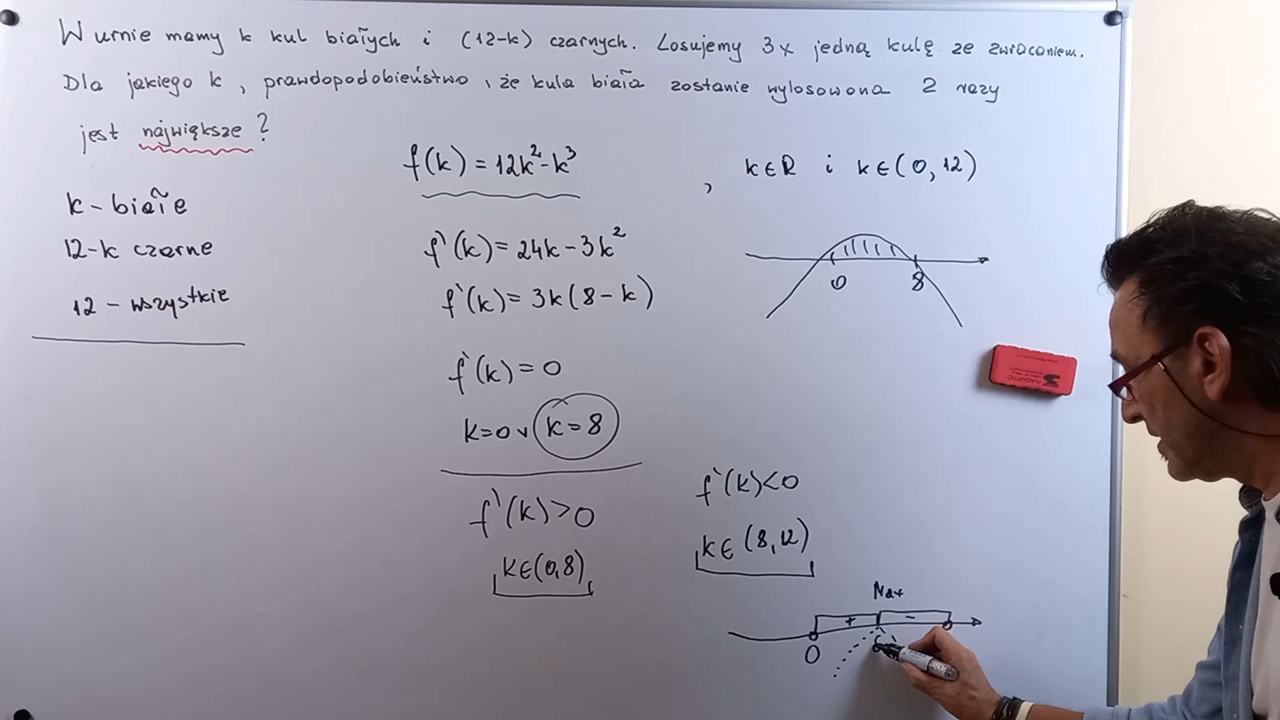 W urnie mamy k kul białych i (12-k) czarnych. Losujemy 3x jedną kulę ze zwracaniem.
Dla jakiego k, prawdopodobieństwo, że kula biała zostanie wylosowana 2 razy
jest największe?
k - białe
12-k czarne
12 - wszystkie
f(k) = 12k²-k³ , k∈R i k∈(0,12)
f'(k) = 24k-3k²
f'(k) = 3k(8-k)
0 8
f'(k) = 0
k=0 v k=8
f'(k)>0
k∈(0,8)
f'(k)<0
k∈(8,12)
Max
+ -
0
MAGNETIC